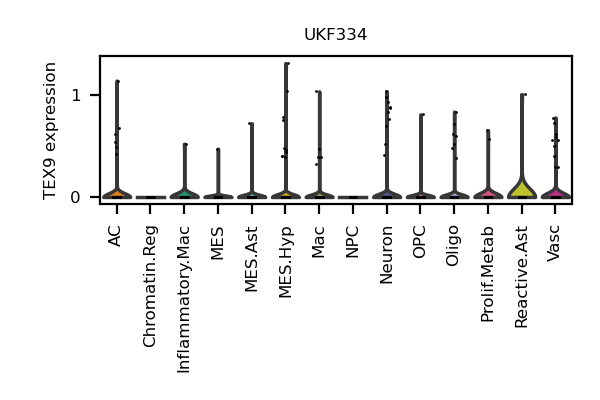 UKF334
TEX9 expression
1
0
AC
Chromatin.Reg
Inflammatory.Mac
MES
MES.Ast
MES.Hyp
Mac
NPC
Neuron
OPC
Oligo
Prolif.Metab
Reactive.Ast
Vasc